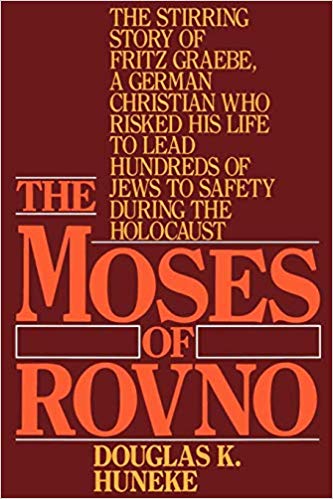 THE STIRRING
STORY OF
FRITZ GRAEBE,
A GERMAN
CHRISTIAN WHO
RISKED HIS LIFE
TO LEAD
HUNDREDS OF
JEWS TO SAFETY
DURING THE
HOLOCAUST
THE
MOSES
OF
ROVNO
DOUGLAS K.
HUNEKE